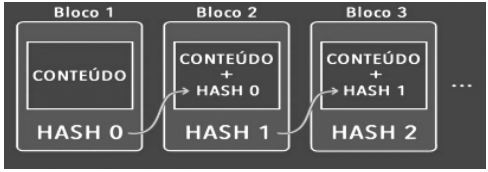 Bloco 1
CONTEÚDO
HASH 0
Bloco 2
CONTEÚDO
+
HASH 0
HASH 1
Bloco 3
CONTEÚDO
+
HASH 1
HASH 2
...